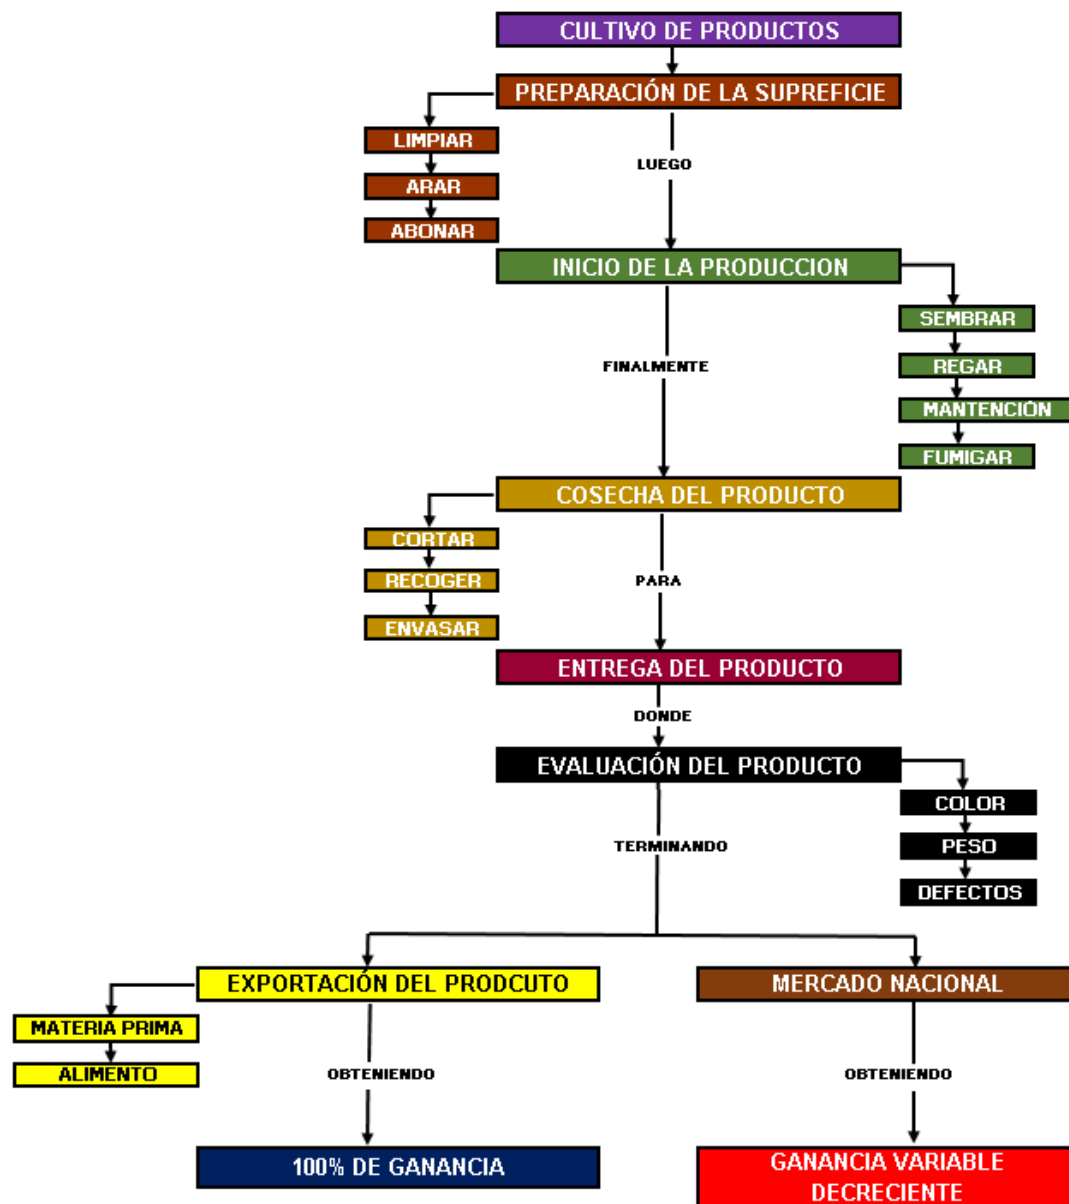 CULTIVO DE PRODUCTOS
PREPARACIÓN DE LA SUPREFICIE
LIMPIAR
ARAR
ABONAR
LUEGO
INICIO DE LA PRODUCCION
SEMBRAR
REGAR
MANTENCIÓN
FUMIGAR
FINALMENTE
COSECHA DEL PRODUCTO
CORTAR
RECOGER
ENVASAR
PARA
ENTREGA DEL PRODUCTO
DONDE
EVALUACIÓN DEL PRODUCTO
COLOR
PESO
DEFECTOS
TERMINANDO
EXPORTACIÓN DEL PRODCUTO
MATERIA PRIMA
ALIMENTO
OBTENIENDO
100% DE GANANCIA
MERCADO NACIONAL
OBTENIENDO
GANANCIA VARIABLE
DECRECIENTE